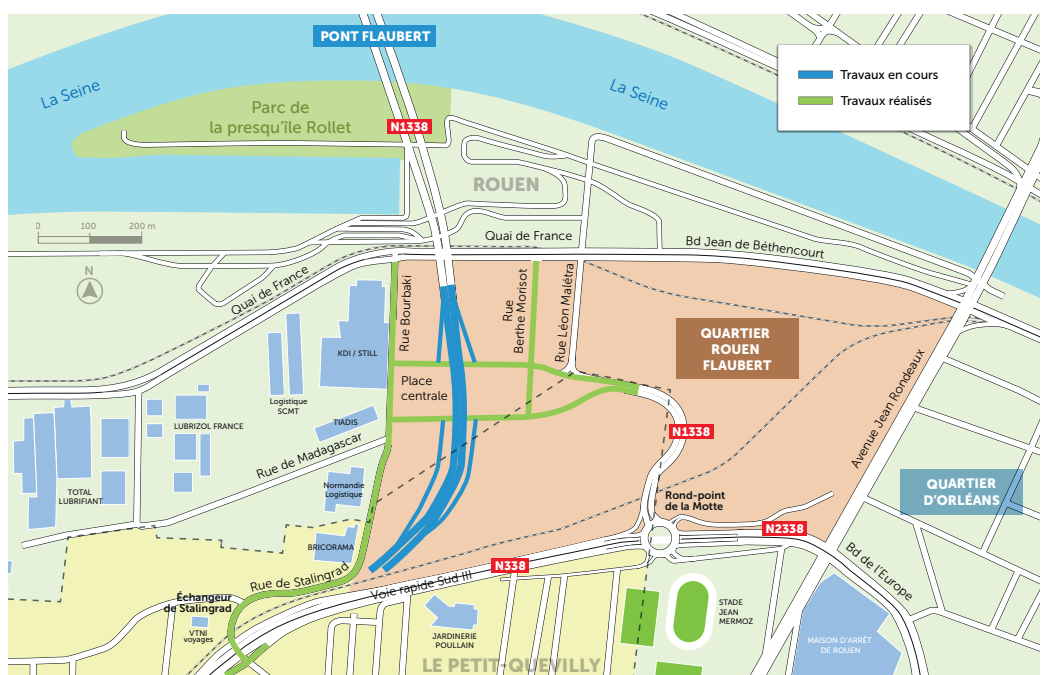 PONT FLAUBERT
Travaux en cours
Travaux réalisés
La Seine
La Seine
Parc de
la presqu'île Rollet
N1338
ROUEN
0 100 200 m
N
Quai de France
Bd Jean de Béthencourt
Quai de France
Rue Bourbaki
Rue
Berthe Morisot
Rue Léon Malétra
QUARTIER
ROUEN
FLAUBERT
KDI / STILL
Place
centrale
Logistique
SCMT
TIADIS
LUBRIZOL FRANCE
Rue de Madagascar
N1338
Avenue Jean Rondeaux
TOTAL
LUBRIFIANT
Normandie
Logistique
Rond-point
de la Motte
QUARTIER
D'ORLÉANS
N2338
BRICORAMA
N338
Bd de l'Europe
Rue de Stalingrad
Voie rapide Sud III
Échangeur
de Stalingrad
VTNI
voyages
JARDINERIE
POULLAIN
STADE
JEAN
MERMOZ
MAISON D'ARRÊT
DE ROUEN
LE PETIT-QUEVILLY